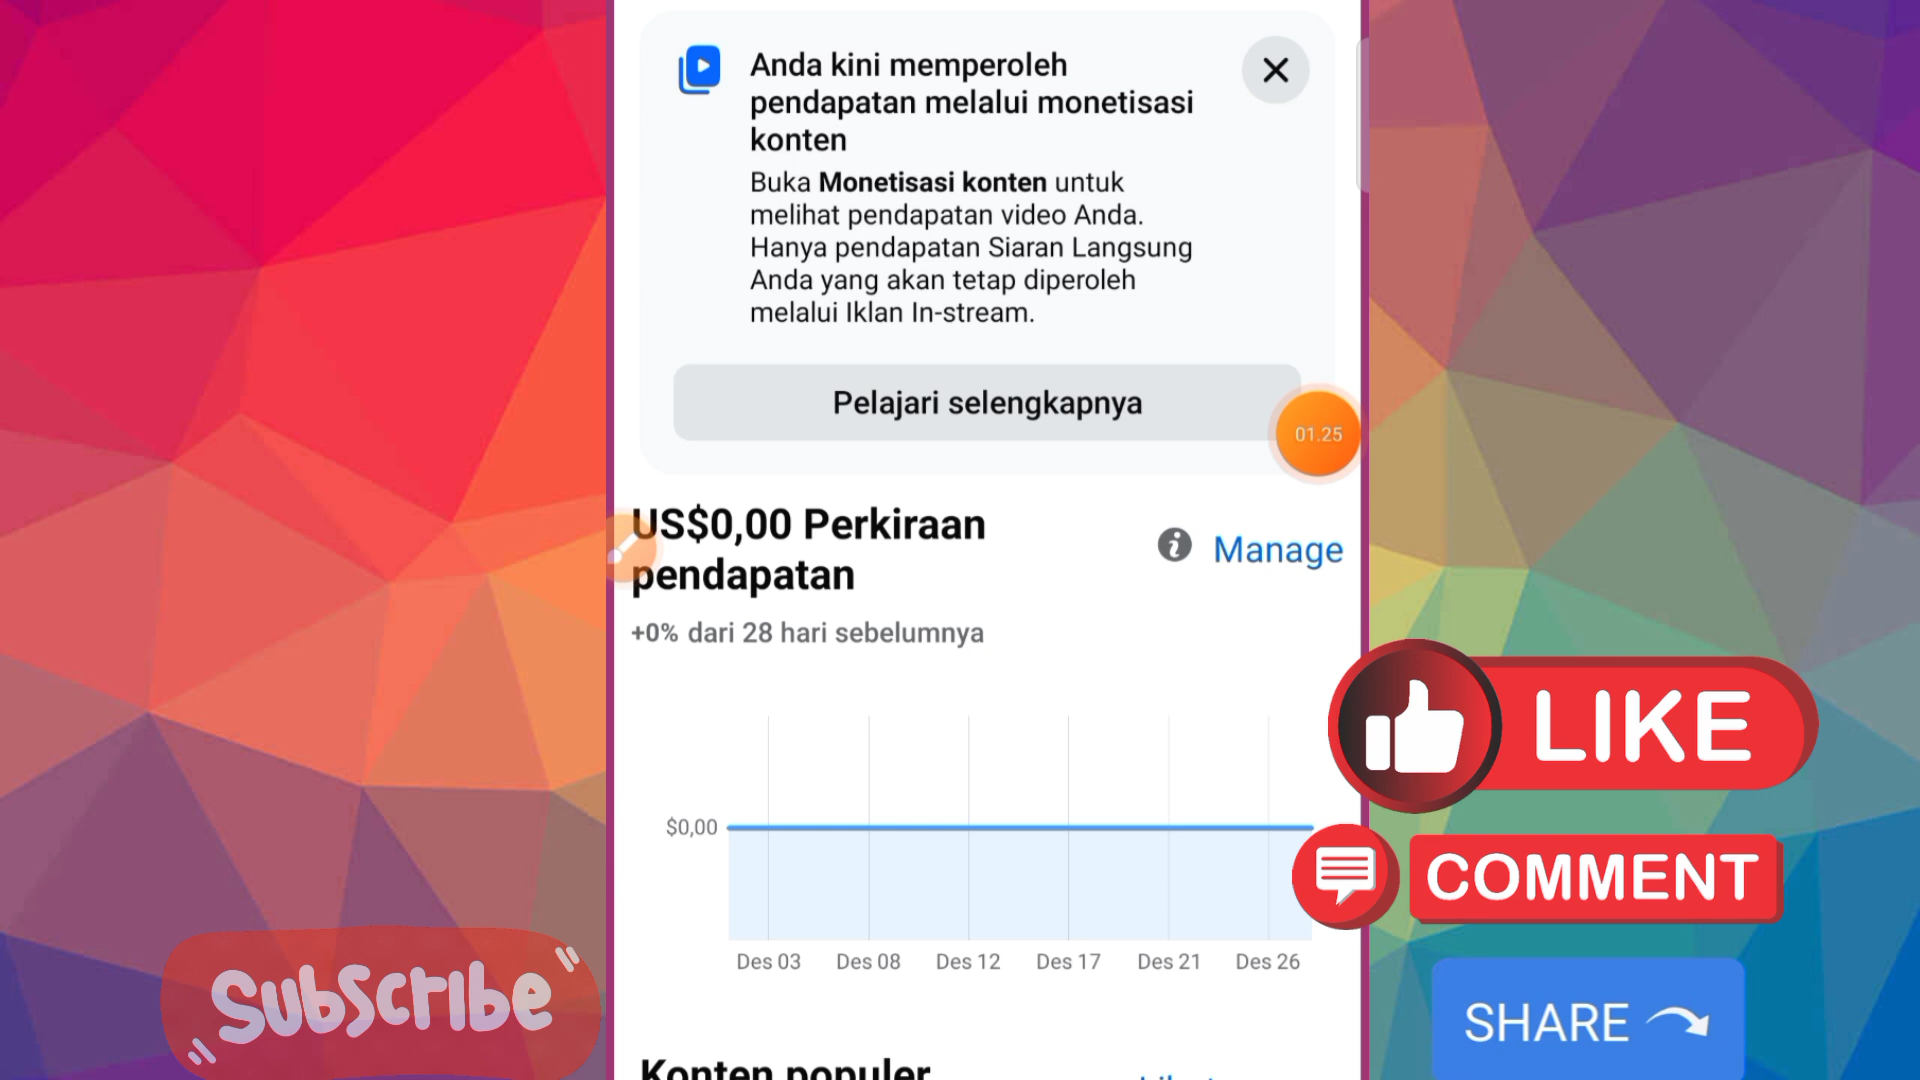 Anda kini memperoleh
pendapatan melalui monetisasi
konten
Buka Monetisasi konten untuk
melihat pendapatan video Anda.
Hanya pendapatan Siaran Langsung
Anda yang akan tetap diperoleh
melalui Iklan In-stream.
Pelajari selengkapnya
01.25
US$0,00 Perkiraan
pendapatan
Manage
+0% dari 28 hari sebelumnya
$0,00
Des 03 Des 08 Des 12 Des 17 Des 21 Des 26
Konten populer
LIKE
COMMENT
SHARE
Subscribe